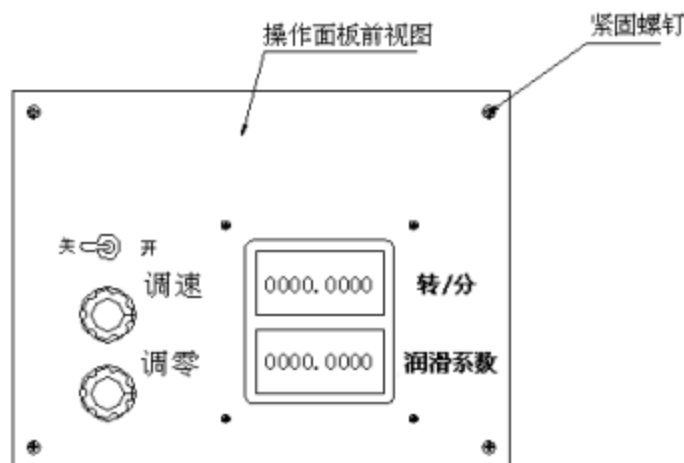 操作面板前视图
紧固螺钉
关
开
调速
0000.0000
转/分
调零
0000.0000
润滑系数